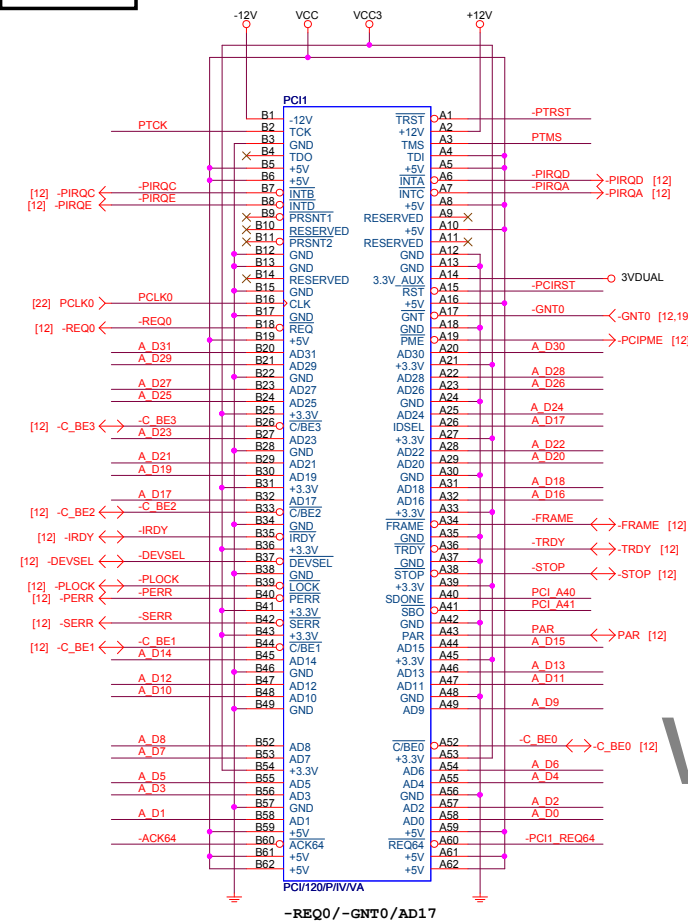 -12V VCC VCC3 +12V
PCI1
B1 -12V TRST A1 -PTRST
PTCK B2 TCK +12V A2
B3 GND TMS A3 PTMS
B4 TDO TDI A4
B5 +5V +5V A5
B6 +5V INTA A6 -PIRQD -PIRQD [12]
[12] -PIRQC -PIRQC B7 INTB INTC A7 -PIRQA -PIRQA [12]
[12] -PIRQE -PIRQE B8 INTD +5V A8
B9 PRSNT1 RESERVED A9
B10 RESERVED +5V A10
B11 PRSNT2 RESERVED A11
B12 GND GND A12
B13 GND GND A13
B14 RESERVED 3.3V_AUX A14 3VDUAL
B15 GND RST A15 -PCIRST
[22] PCLK0 PCLK0 B16 CLK +5V A16
B17 GND GNT A17 -GNT0 -GNT0 [12,19
[12] -REQ0 -REQ0 B18 REQ GND A18
B19 +5V PME A19 -PCIPME [12]
A_D31 B20 AD31 AD30 A20 A_D30
A_D29 B21 AD29 +3.3V A21
B22 GND AD28 A22 A_D28
A_D27 B23 AD27 AD26 A23 A_D26
A_D25 B24 AD25 GND A24
B25 +3.3V AD24 A25 A_D24
[12] -C_BE3 -C_BE3 B26 C/BE3 IDSEL A26 A_D17
A_D23 B27 AD23 +3.3V A27
B28 GND AD22 A28 A_D22
A_D21 B29 AD21 AD20 A29 A_D20
A_D19 B30 AD19 GND A30
B31 +3.3V AD18 A31 A_D18
A_D17 B32 AD17 AD16 A32 A_D16
[12] -C_BE2 -C_BE2 B33 C/BE2 +3.3V A33
B34 GND FRAME A34 -FRAME -FRAME [12]
[12] -IRDY -IRDY B35 IRDY GND A35
B36 +3.3V TRDY A36 -TRDY -TRDY [12]
[12] -DEVSEL -DEVSEL B37 DEVSEL GND A37
B38 GND STOP A38 -STOP -STOP [12]
[12] -PLOCK -PLOCK B39 LOCK +3.3V A39
[12] -PERR -PERR B40 PERR SDONE A40 PCI_A40
B41 +3.3V SBO A41 PCI_A41
[12] -SERR -SERR B42 SERR GND A42
B43 +3.3V PAR A43 PAR PAR [12]
[12] -C_BE1 -C_BE1 B44 C/BE1 AD15 A44 A_D15
A_D14 B45 AD14 +3.3V A45
B46 GND AD13 A46 A_D13
A_D12 B47 AD12 AD11 A47 A_D11
A_D10 B48 AD10 GND A48
B49 GND AD9 A49 A_D9
A_D8 B52 AD8 C/BE0 A52 -C_BE0 -C_BE0 [12]
A_D7 B53 AD7 +3.3V A53
B54 +3.3V AD6 A54 A_D6
A_D5 B55 AD5 AD4 A55 A_D4
A_D3 B56 AD3 GND A56
B57 GND AD2 A57 A_D2
A_D1 B58 AD1 AD0 A58 A_D0
B59 +5V +5V A59
-ACK64 B60 ACK64 REQ64 A60 -PCI1_REQ64
B61 +5V +5V A61
B62 +5V +5V A62
PCI/120/P/IV/VA
-REQ0/-GNT0/AD17